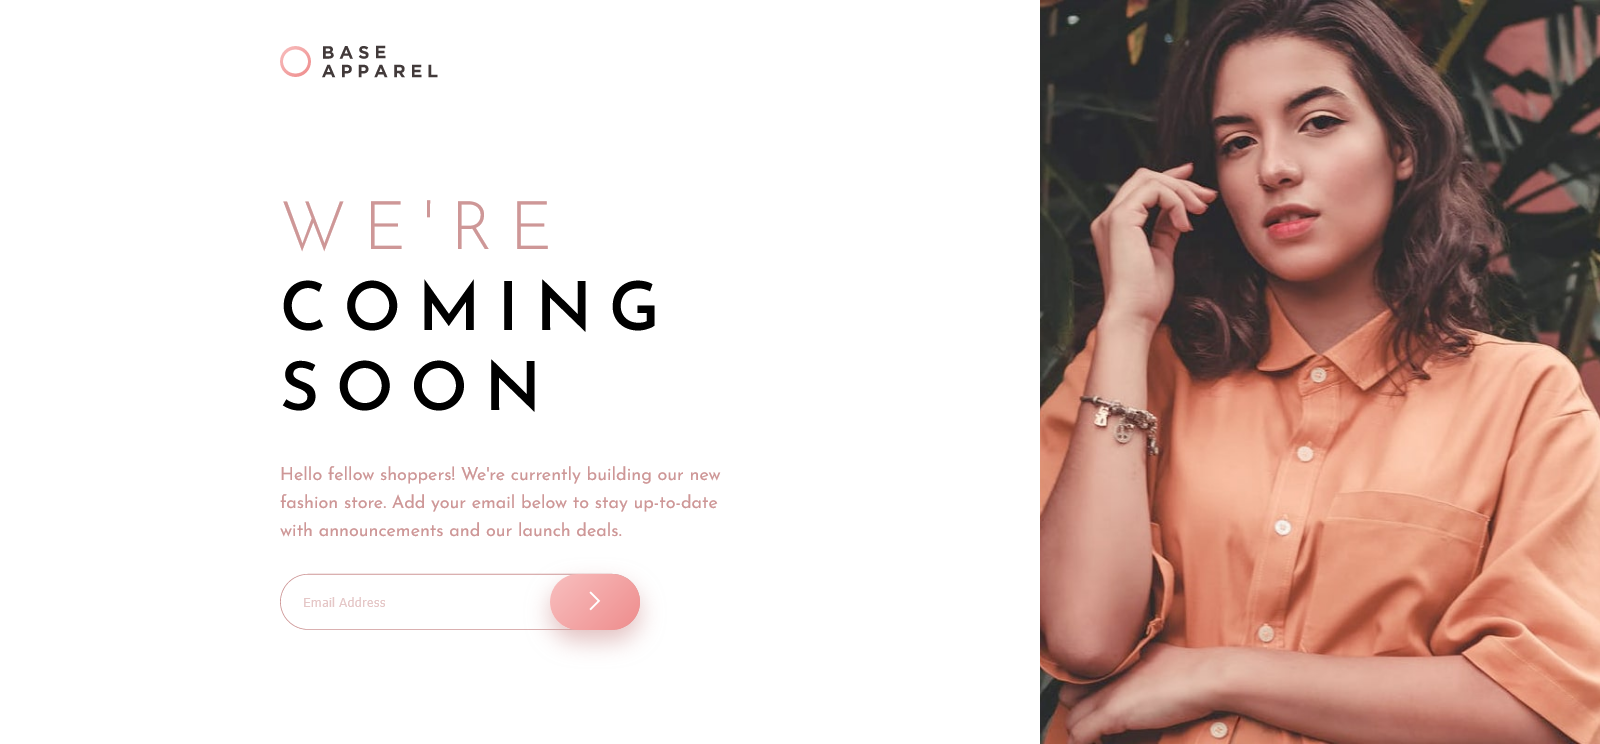 BASE
APPAREL
WE'RE
COMING
SOON
Hello fellow shoppers! We're currently building our new
fashion store. Add your email below to stay up-to-date
with announcements and our launch deals.
Email Address